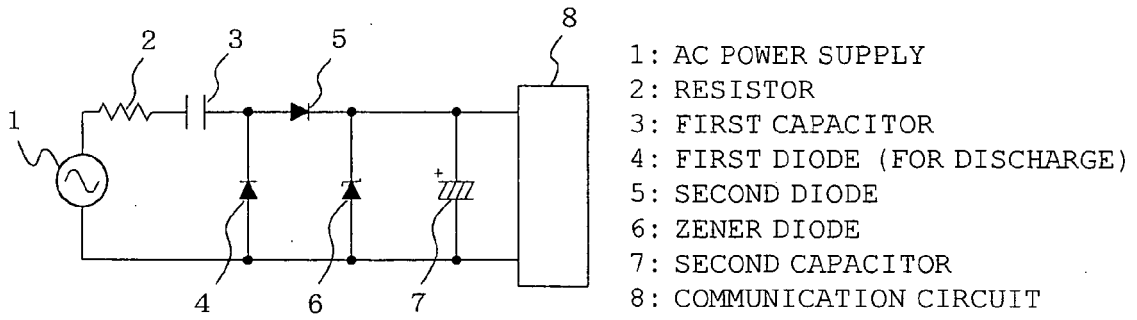 8
2 3 5
1
+
4 6 7
1: AC POWER SUPPLY
2: RESISTOR
3: FIRST CAPACITOR
4: FIRST DIODE (FOR DISCHARGE)
5: SECOND DIODE
6: ZENER DIODE
7: SECOND CAPACITOR
8: COMMUNICATION CIRCUIT